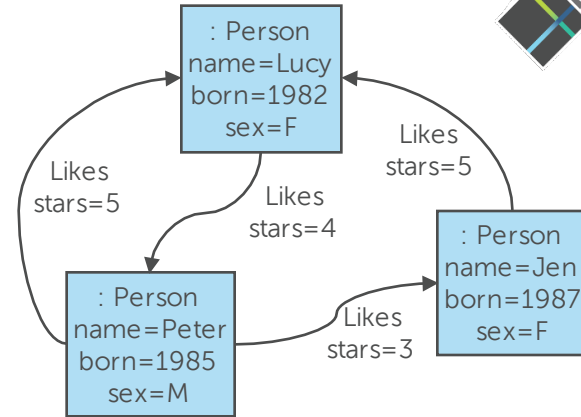 : Person
name=Lucy
born=1982
sex=F
Likes
stars=5
Likes
stars=4
Likes
stars=5
: Person
name=Peter
born=1985
sex=M
Likes
stars=3
: Person
name=Jen
born=1987
sex=F